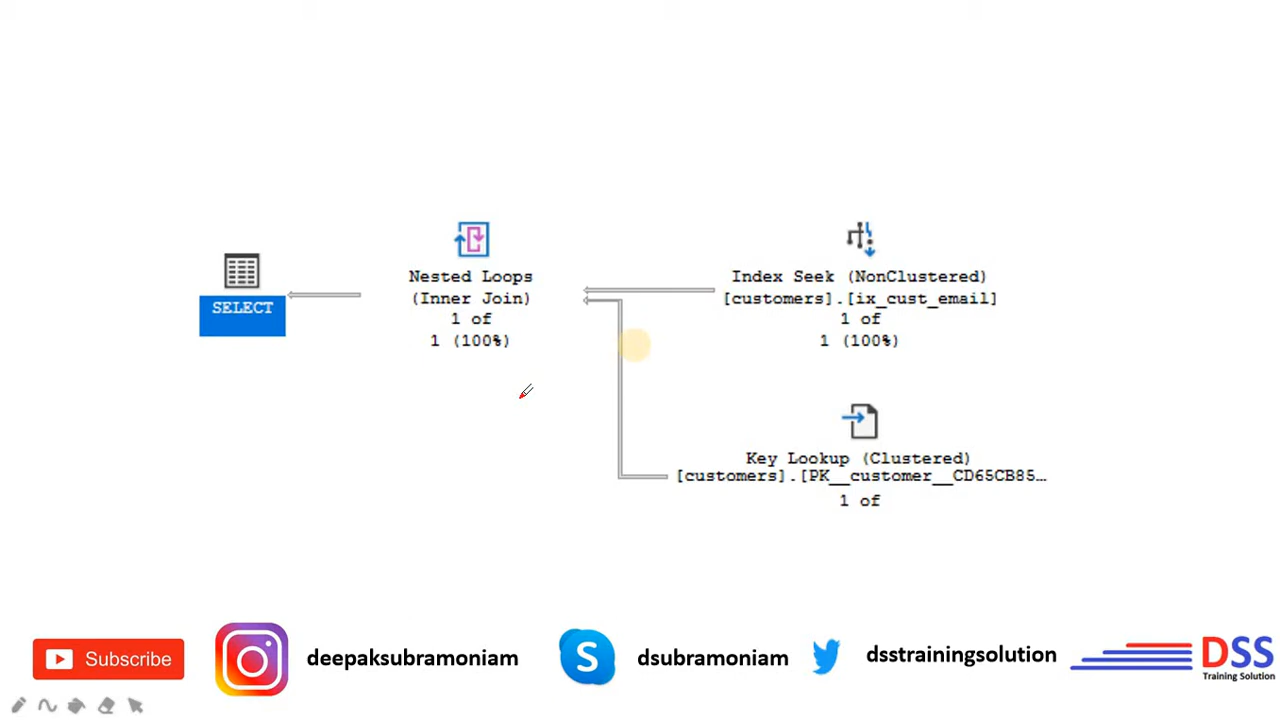 SELECT
Nested Loops
(Inner Join)
1 of
1 (100%)
Index Seek (NonClustered)
[customers].[ix_cust_email]
1 of
1 (100%)
Key Lookup (Clustered)
[customers].[PK__customer__CD65CB85...
1 of
Subscribe
deepaksubramoniam
S
dsubramoniam
dsstrainingsolution
DSS
Training Solution